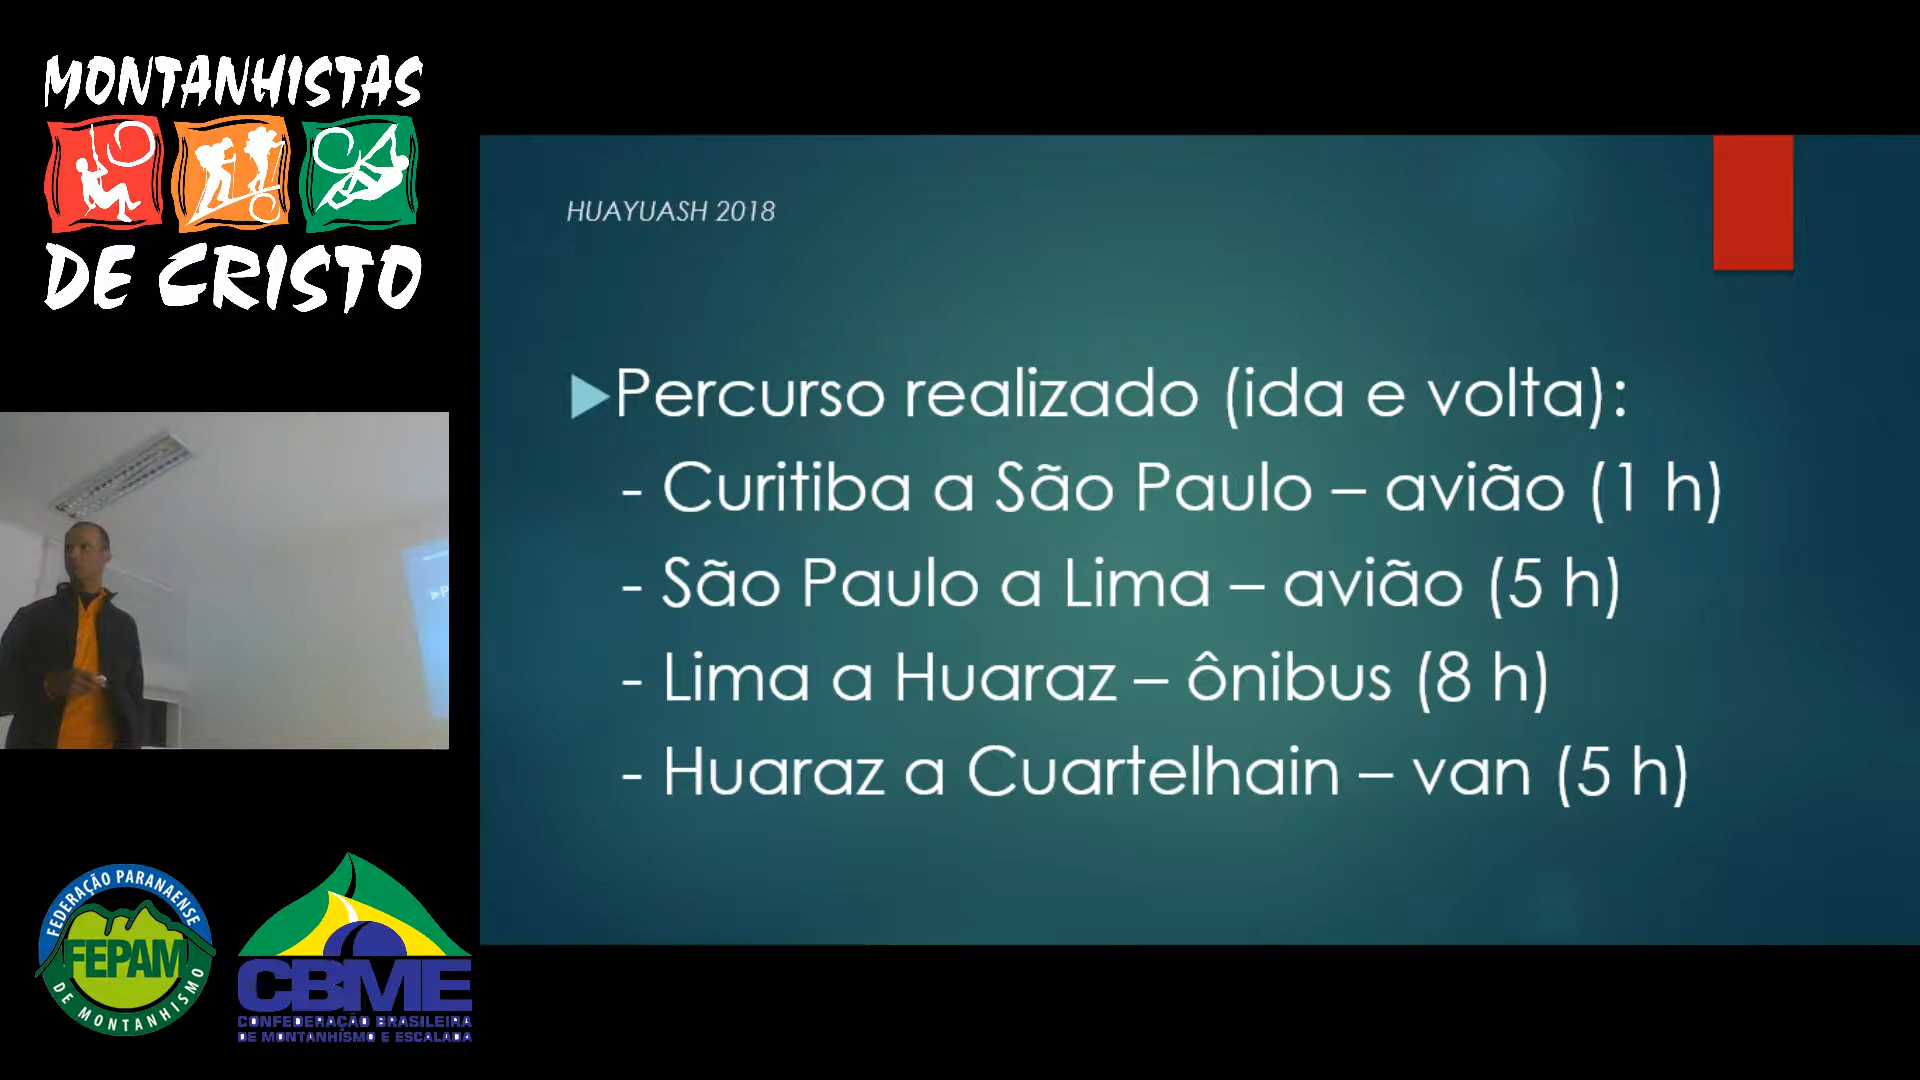 MONTANHISTAS
DE CRISTO
HUAYUASH 2018
Percurso realizado (ida e volta):
- Curitiba a São Paulo – avião (1 h)
- São Paulo a Lima – avião (5 h)
- Lima a Huaraz – ônibus (8 h)
- Huaraz a Cuartelhain – van (5 h)
FEDERAÇÃO PARANAENSE
FEPAM
DE MONTANHISMO
CBME
CONFEDERAÇÃO BRASILEIRA
DE MONTANHISMO E ESCALADA